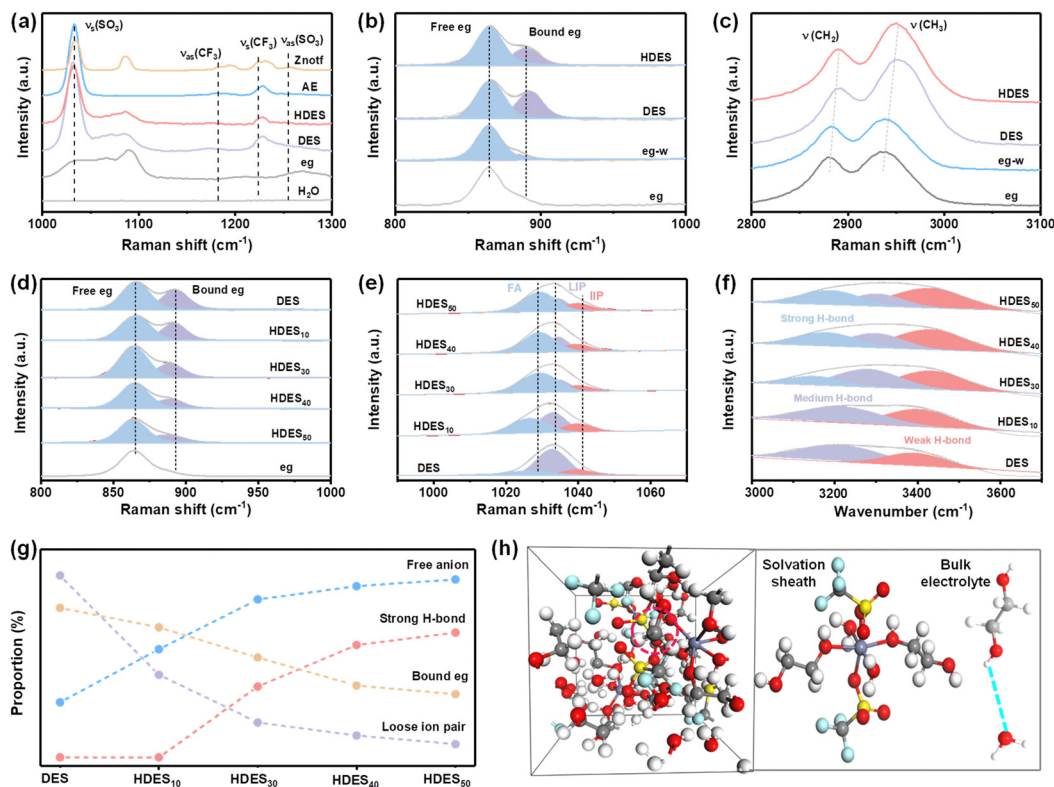 (a)
νs(SO3)
νas(CF3)
νs(CF3)
νas(SO3)
Znotf
AE
HDES
DES
eg
H2O
Intensity (a.u.)
1000 1100 1200 1300
Raman shift (cm-1)
(b)
Free eg
Bound eg
HDES
DES
eg-w
eg
Intensity (a.u.)
800 900 1000
Raman shift (cm-1)
(c)
ν (CH2)
ν (CH3)
HDES
DES
eg-w
eg
Intensity (a.u.)
2800 2900 3000 3100
Raman shift (cm-1)
(d)
Free eg
Bound eg
DES
HDES10
HDES30
HDES40
HDES50
eg
Intensity (a.u.)
800 850 900 950 1000
Raman shift (cm-1)
(e)
FA
LIP
IIP
HDES50
HDES40
HDES30
HDES10
DES
Intensity (a.u.)
1000 1020 1040 1060
Raman shift (cm-1)
(f)
HDES50
Strong H-bond
HDES40
HDES30
Medium H-bond
HDES10
Weak H-bond
DES
Intensity (a.u.)
3000 3200 3400 3600
Wavenumber (cm-1)
(g)
Free anion
Strong H-bond
Bound eg
Loose ion pair
Proportion (%)
DES HDES10 HDES30 HDES40 HDES50
(h)
Solvation
sheath
Bulk
electrolyte